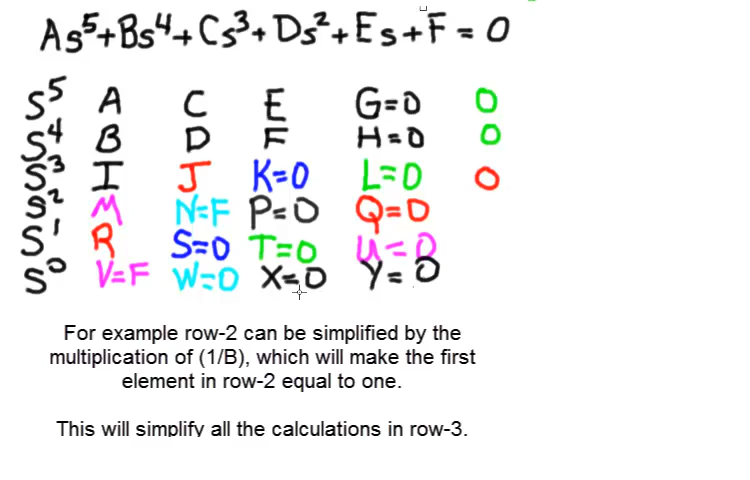 As⁵+Bs⁴+Cs³+Ds²+Es+F=0
S⁵ A C E G=0 0
S⁴ B D F H=0 0
S³ I J K=0 L=0 0
S² M N=F P=0 Q=0
S¹ R S=0 T=0 U=0
S⁰ V=F W=0 X=0 Y=0
For example row-2 can be simplified by the
multiplication of (1/B), which will make the first
element in row-2 equal to one.
This will simplify all the calculations in row-3.